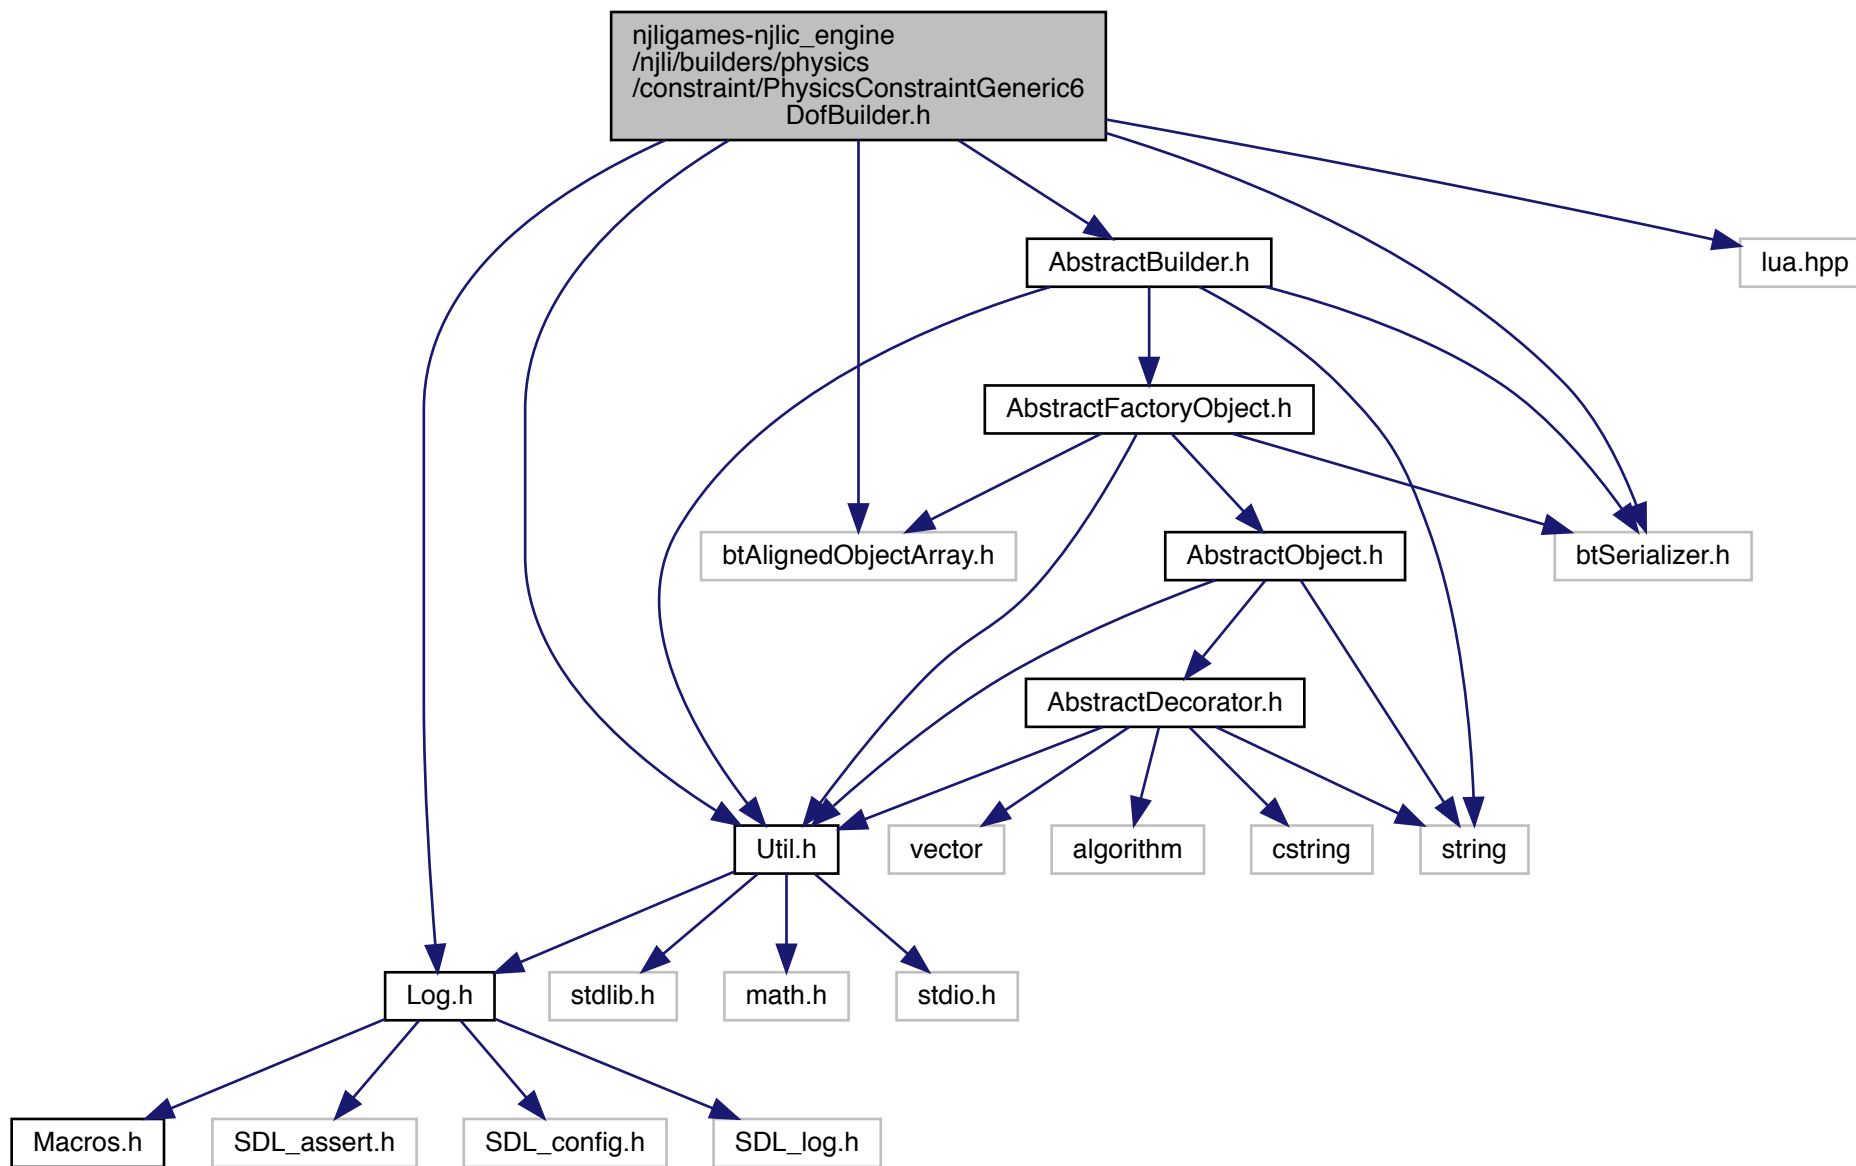 njligames-njlic_engine
/njli/builders/physics
/constraint/PhysicsConstraintGeneric6
DofBuilder.h
AbstractBuilder.h
lua.hpp
AbstractFactoryObject.h
btAlignedObjectArray.h
AbstractObject.h
btSerializer.h
AbstractDecorator.h
Util.h
vector
algorithm
cstring
string
Log.h
stdlib.h
math.h
stdio.h
Macros.h
SDL_assert.h
SDL_config.h
SDL_log.h